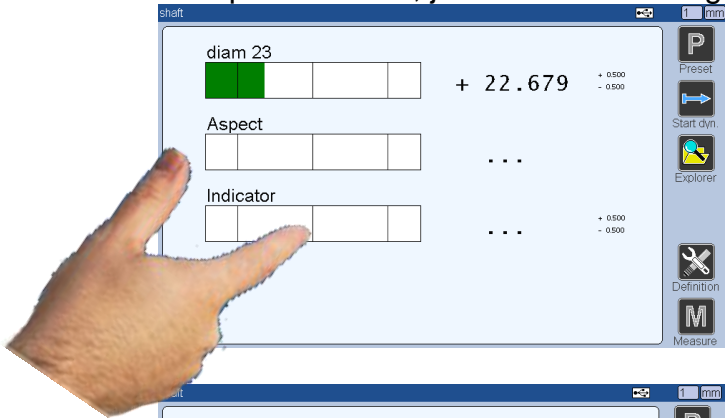 shaft
1 mm
P
Preset
diam 23
+ 22.679
+ 0.500
- 0.500
Start dyn.
Aspect
...
Explorer
Indicator
...
+ 0.500
- 0.500
Definition
M
Measure
1 mm